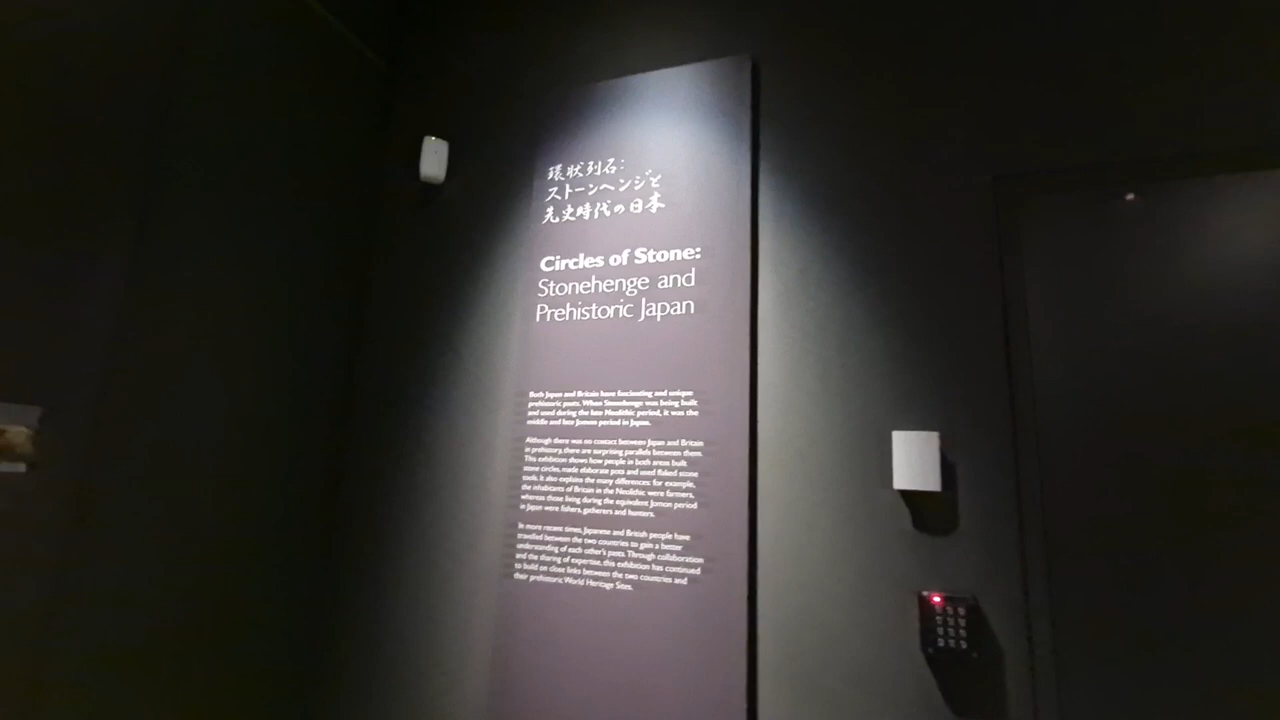 環状列石：
ストーンヘンジと
先史時代の日本
Circles of Stone:
Stonehenge and
Prehistoric Japan
Both Japan and Britain have fascinating and unique
prehistoric pasts. When Stonehenge was being built
and used during the late Neolithic period, it was the
middle and late Jomon period in Japan.
Although there was no contact between Japan and Britain
in prehistory, there are surprising parallels between them.
This exhibition shows how people in both areas built
stone circles, made elaborate pots and used flaked stone
tools. It also explains the many differences: for example,
the inhabitants of Britain in the Neolithic were farmers,
whereas those living during the equivalent Jomon period
in Japan were fishers, gatherers and hunters.
In more recent times, Japanese and British people have
travelled between the two countries to gain a better
understanding of each other's pasts. Through collaboration
and the sharing of expertise, this exhibition has continued
to build on close links between the two countries and
their prehistoric World Heritage Sites.